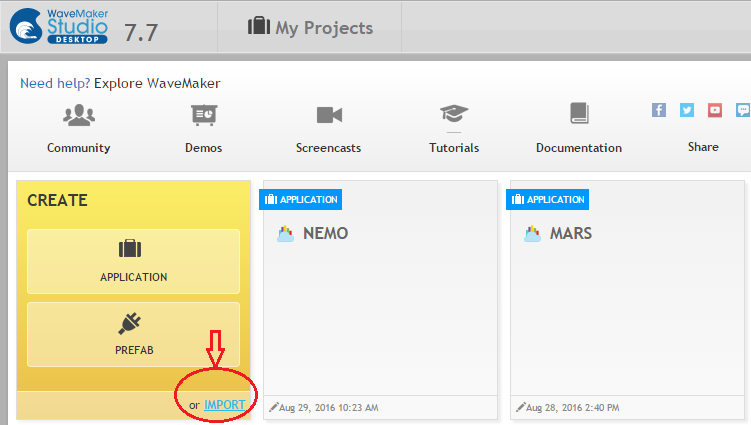 WaveMaker
Studio
DESKTOP
7.7
My Projects
Need help? Explore WaveMaker
Community
Demos
Screencasts
Tutorials
Documentation
Share
CREATE
APPLICATION
PREFAB
or IMPORT
APPLICATION
NEMO
Aug 29, 2016 10:23 AM
APPLICATION
MARS
Aug 28, 2016 2:40 PM